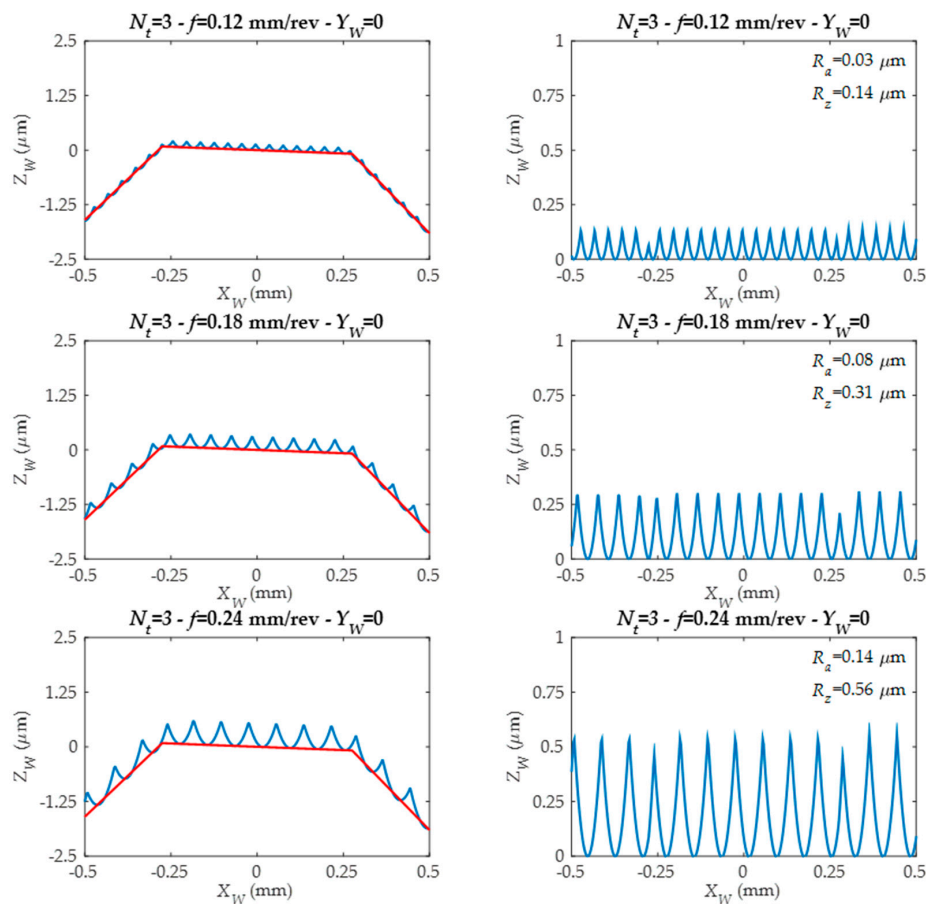 N_t=3 - f=0.12 mm/rev - Y_W=0
2.5
1.25
0
-1.25
-2.5
Z_W (μm)
-0.5 -0.25 0 0.25 0.5
X_W (mm)
N_t=3 - f=0.12 mm/rev - Y_W=0
R_a=0.03 μm
R_z=0.14 μm
1
0.75
0.5
0.25
0
Z_W (μm)
-0.5 -0.25 0 0.25 0.5
X_W (mm)
N_t=3 - f=0.18 mm/rev - Y_W=0
2.5
1.25
0
-1.25
-2.5
Z_W (μm)
-0.5 -0.25 0 0.25 0.5
X_W (mm)
N_t=3 - f=0.18 mm/rev - Y_W=0
R_a=0.08 μm
R_z=0.31 μm
1
0.75
0.5
0.25
0
Z_W (μm)
-0.5 -0.25 0 0.25 0.5
X_W (mm)
N_t=3 - f=0.24 mm/rev - Y_W=0
2.5
1.25
0
-1.25
-2.5
Z_W (μm)
-0.5 -0.25 0 0.25 0.5
X_W (mm)
N_t=3 - f=0.24 mm/rev - Y_W=0
R_a=0.14 μm
R_z=0.56 μm
1
0.75
0.5
0.25
0
Z_W (μm)
-0.5 -0.25 0 0.25 0.5
X_W (mm)